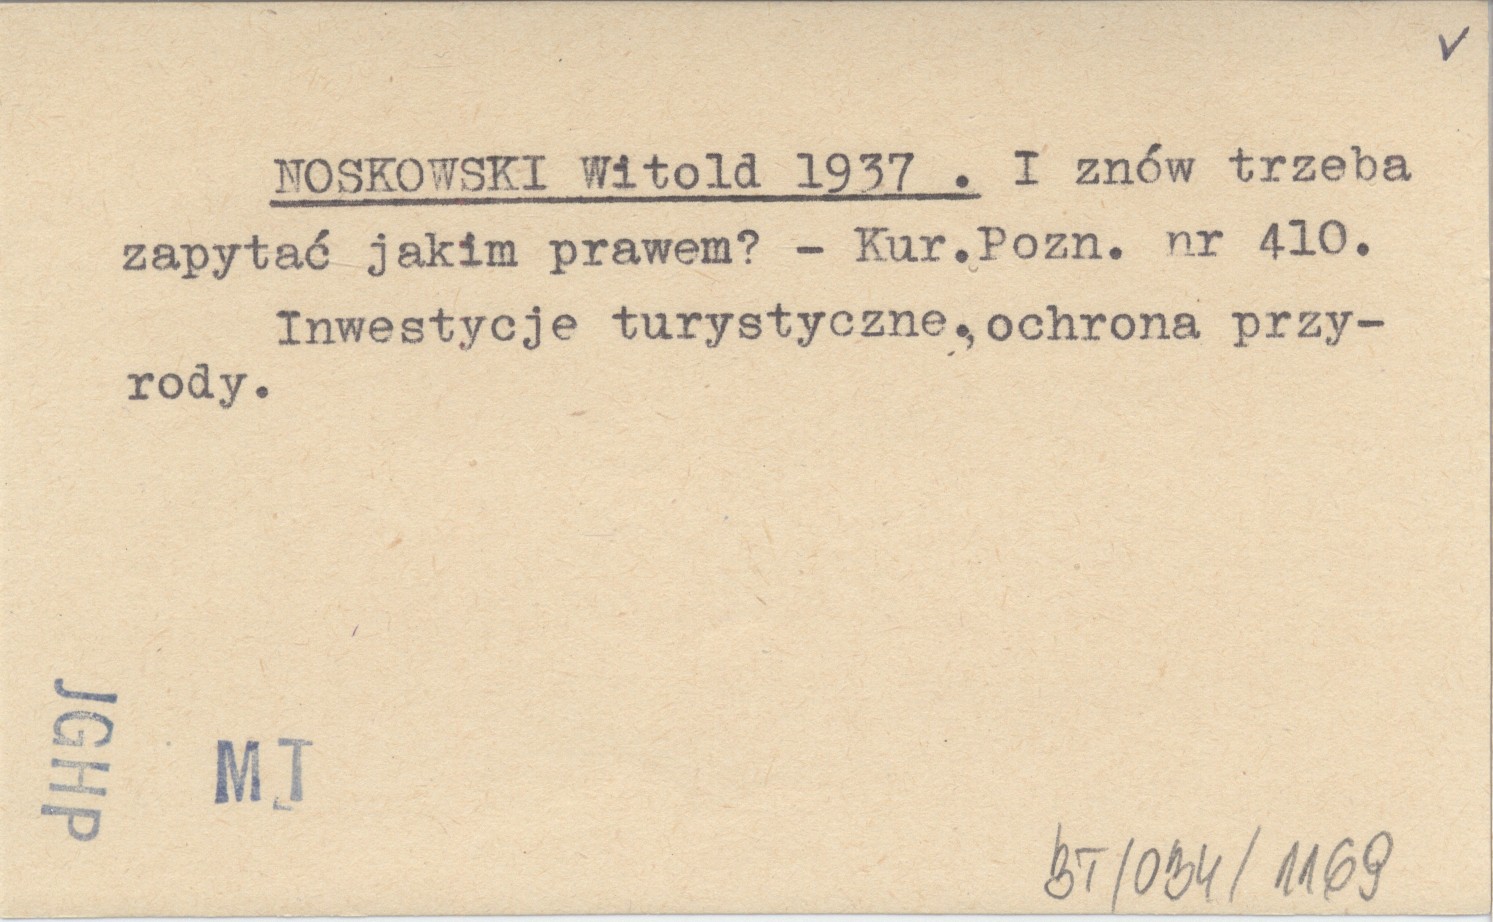 ✓
NOSKOWSKI Witold 1937 . I znów trzeba
zapytać jakim prawem? - Kur.Pozn. nr 410.
Inwestycje turystyczne.,ochrona przy-
rody.
JGHP
MT
BT/034/1169